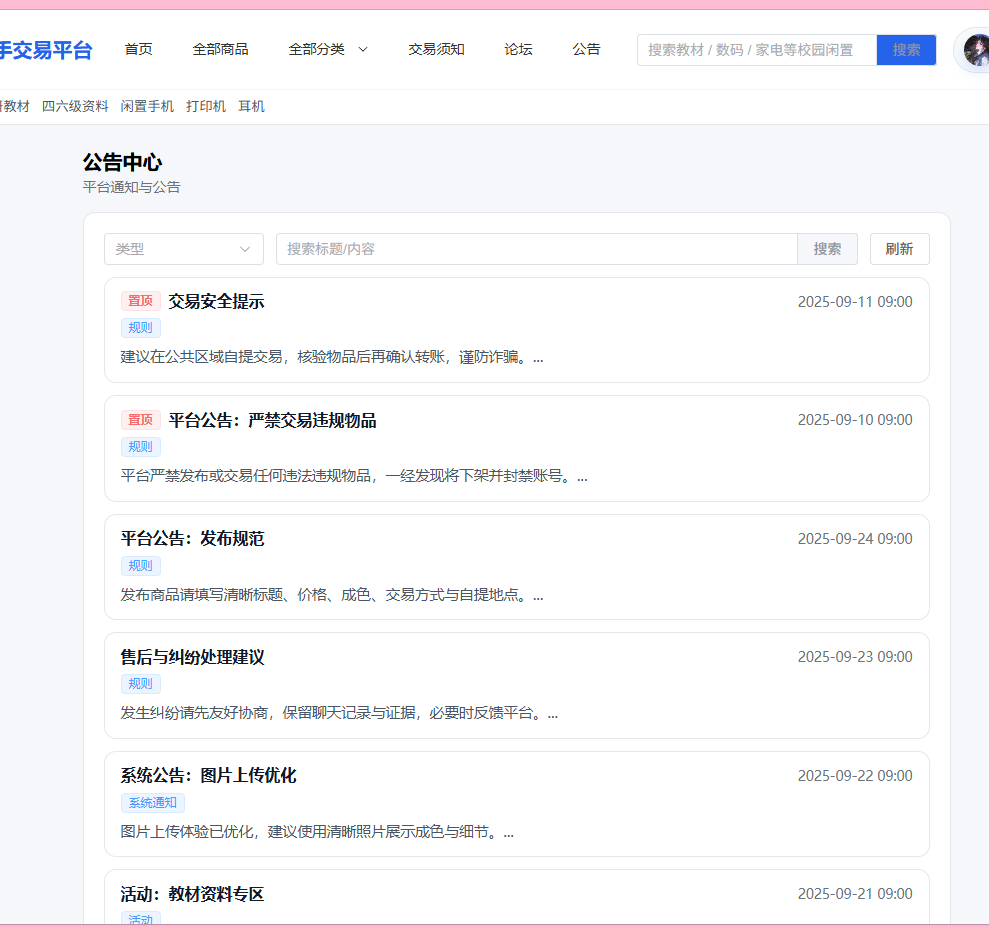 手交易平台 首页 全部商品 全部分类 交易须知 论坛 公告 搜索教材 / 数码 / 家电等校园闲置 搜索
教材 四六级资料 闲置手机 打印机 耳机
公告中心
平台通知与公告
类型 搜索标题/内容 搜索 刷新
置顶 交易安全提示 2025-09-11 09:00
规则
建议在公共区域自提交易，核验物品后再确认转账，谨防诈骗。...
置顶 平台公告：严禁交易违规物品 2025-09-10 09:00
规则
平台严禁发布或交易任何违法违规物品，一经发现将下架并封禁账号。...
平台公告：发布规范 2025-09-24 09:00
规则
发布商品请填写清晰标题、价格、成色、交易方式与自提地点。...
售后与纠纷处理建议 2025-09-23 09:00
规则
发生纠纷请先友好协商，保留聊天记录与证据，必要时反馈平台。...
系统公告：图片上传优化 2025-09-22 09:00
系统通知
图片上传体验已优化，建议使用清晰照片展示成色与细节。...
活动：教材资料专区 2025-09-21 09:00
活动